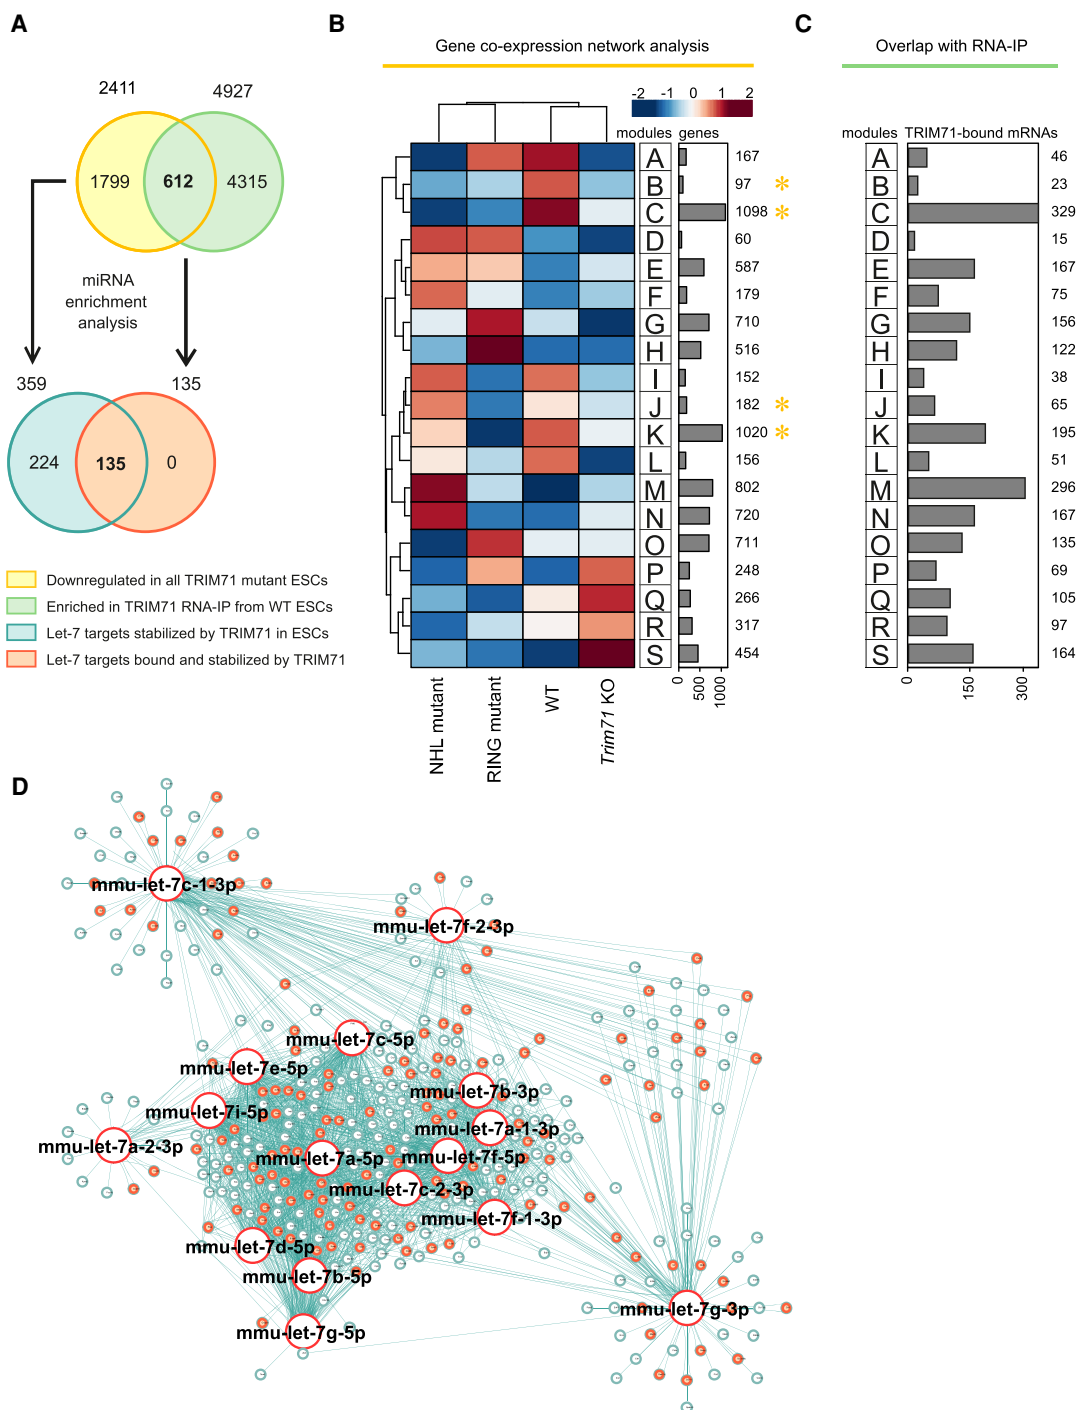 A
2411
4927
1799
612
4315
miRNA
enrichment
analysis
359
135
224
135
0
Downregulated in all TRIM71 mutant ESCs
Enriched in TRIM71 RNA-IP from WT ESCs
Let-7 targets stabilized by TRIM71 in ESCs
Let-7 targets bound and stabilized by TRIM71
B
Gene co-expression network analysis
-2 -1 0 1 2
modules genes
A 167
B 97 *
C 1098 *
D 60
E 587
F 179
G 710
H 516
I 152
J 182 *
K 1020 *
L 156
M 802
N 720
O 711
P 248
Q 266
R 317
S 454
0 500 1000
NHL mutant
RING mutant
WT
Trim71 KO
C
Overlap with RNA-IP
modules TRIM71-bound mRNAs
A 46
B 23
C 329
D 15
E 167
F 75
G 156
H 122
I 38
J 65
K 195
L 51
M 296
N 167
O 135
P 69
Q 105
R 97
S 164
0 150 300
D
mmu-let-7c-1-3p
mmu-let-7f-2-3p
mmu-let-7c-5p
mmu-let-7e-5p
mmu-let-7b-3p
mmu-let-7i-5p
mmu-let-7a-1-3p
mmu-let-7a-2-3p
mmu-let-7a-5p
mmu-let-7f-5p
mmu-let-7c-2-3p
mmu-let-7f-1-3p
mmu-let-7d-5p
mmu-let-7b-5p
mmu-let-7g-3p
mmu-let-7g-5p